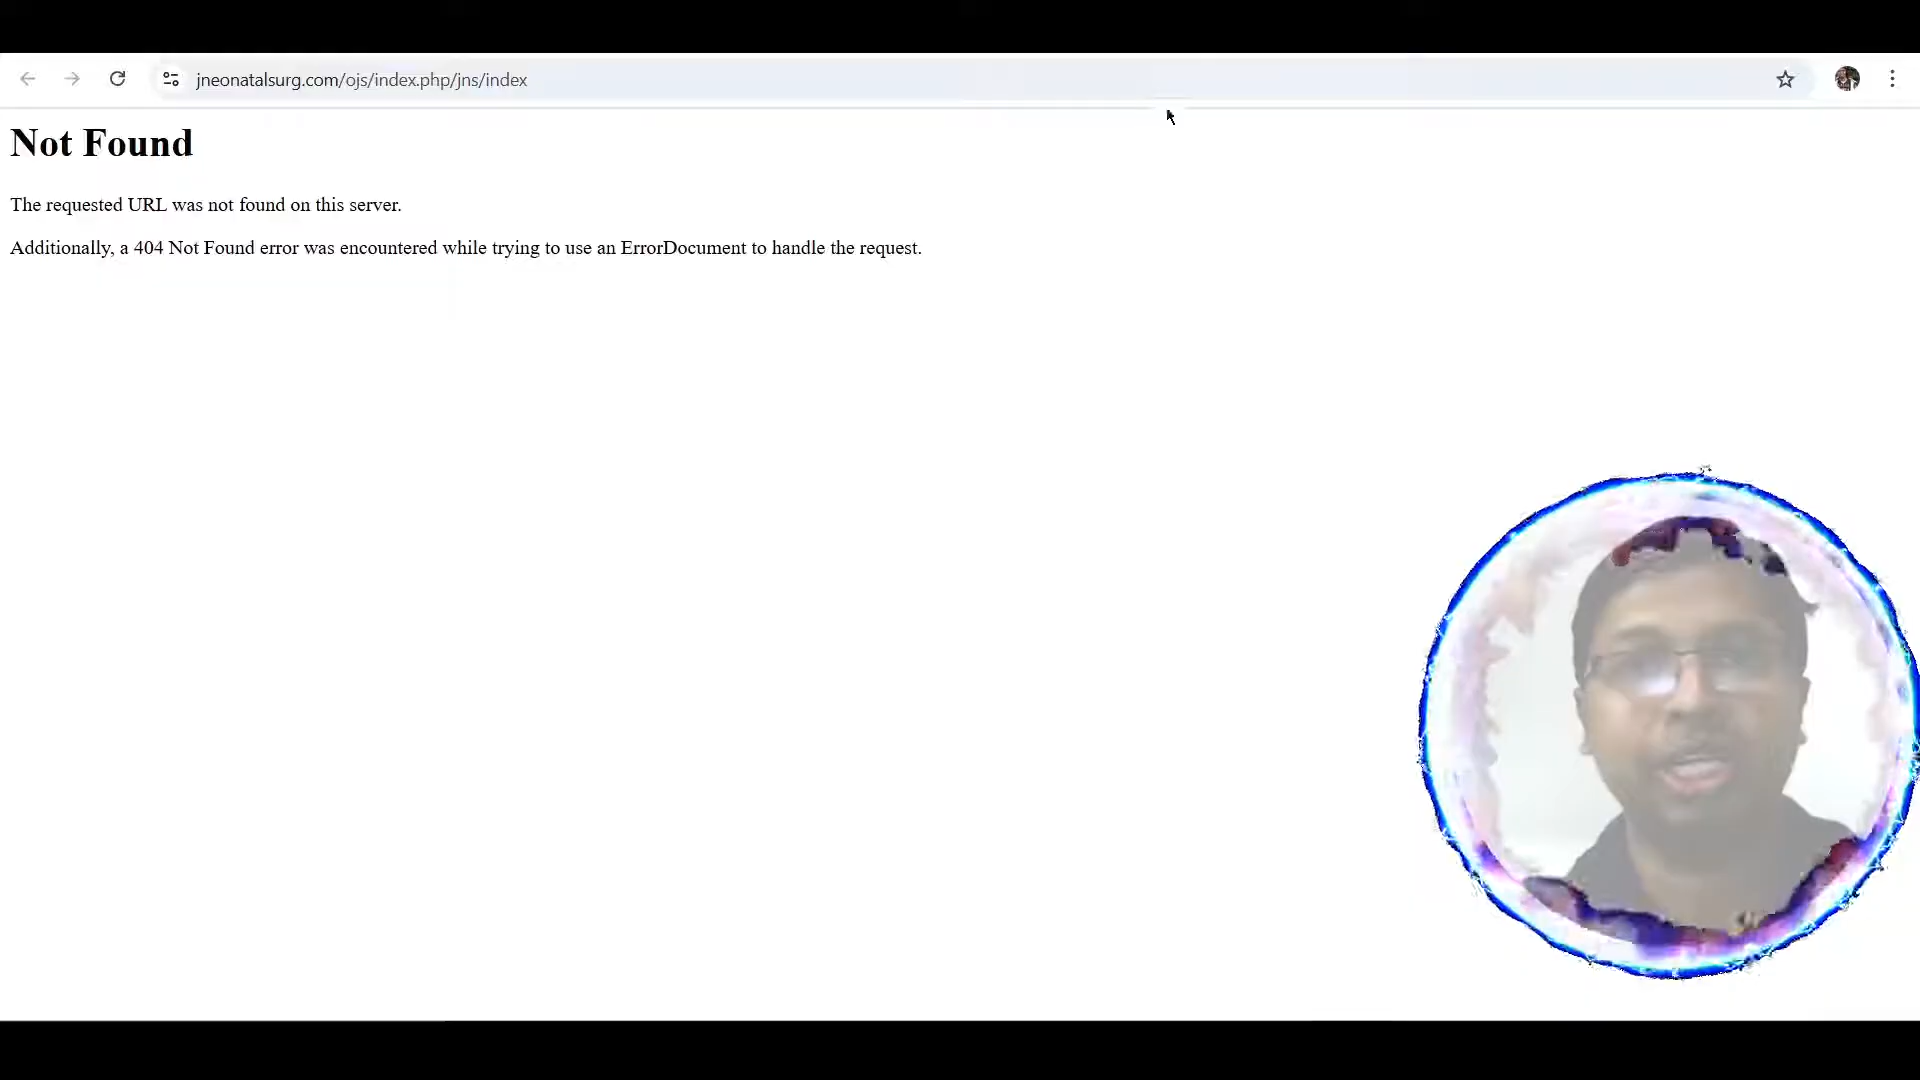 jneonatalsurg.com/ojs/index.php/jns/index
Not Found
The requested URL was not found on this server.
Additionally, a 404 Not Found error was encountered while trying to use an ErrorDocument to handle the request.